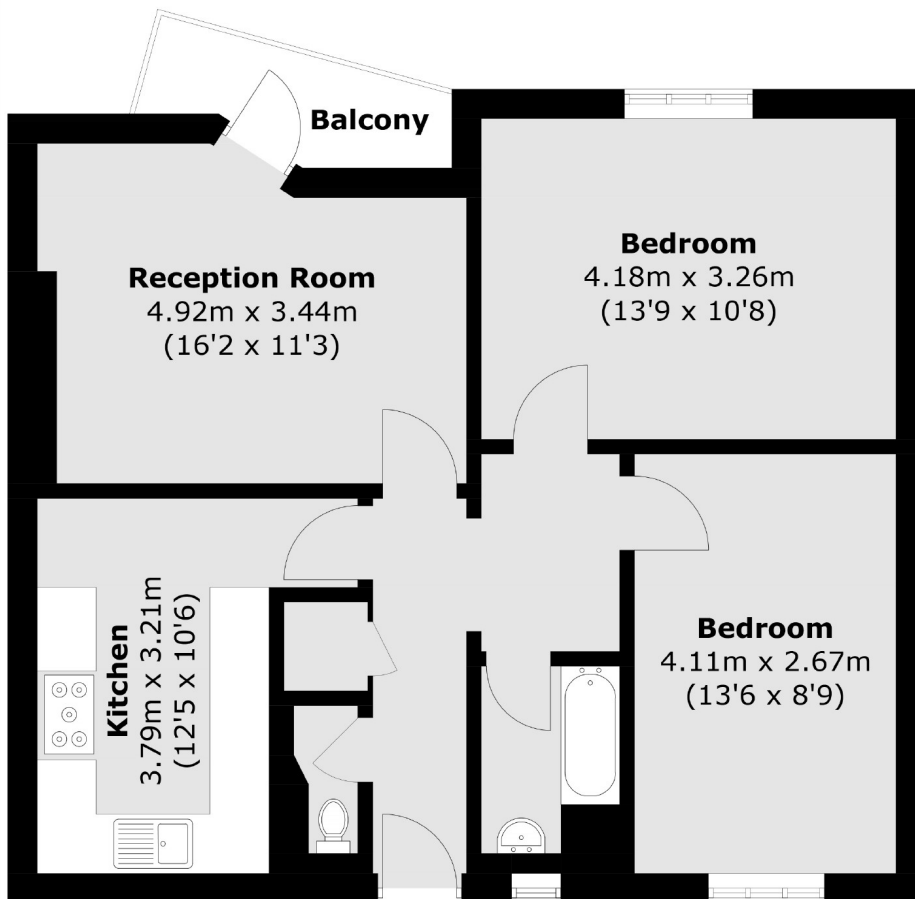 Balcony
Reception Room
4.92m x 3.44m
(16'2 x 11'3)
Bedroom
4.18m x 3.26m
(13'9 x 10'8)
Kitchen
3.79m x 3.21m
(12'5 x 10'6)
Bedroom
4.11m x 2.67m
(13'6 x 8'9)